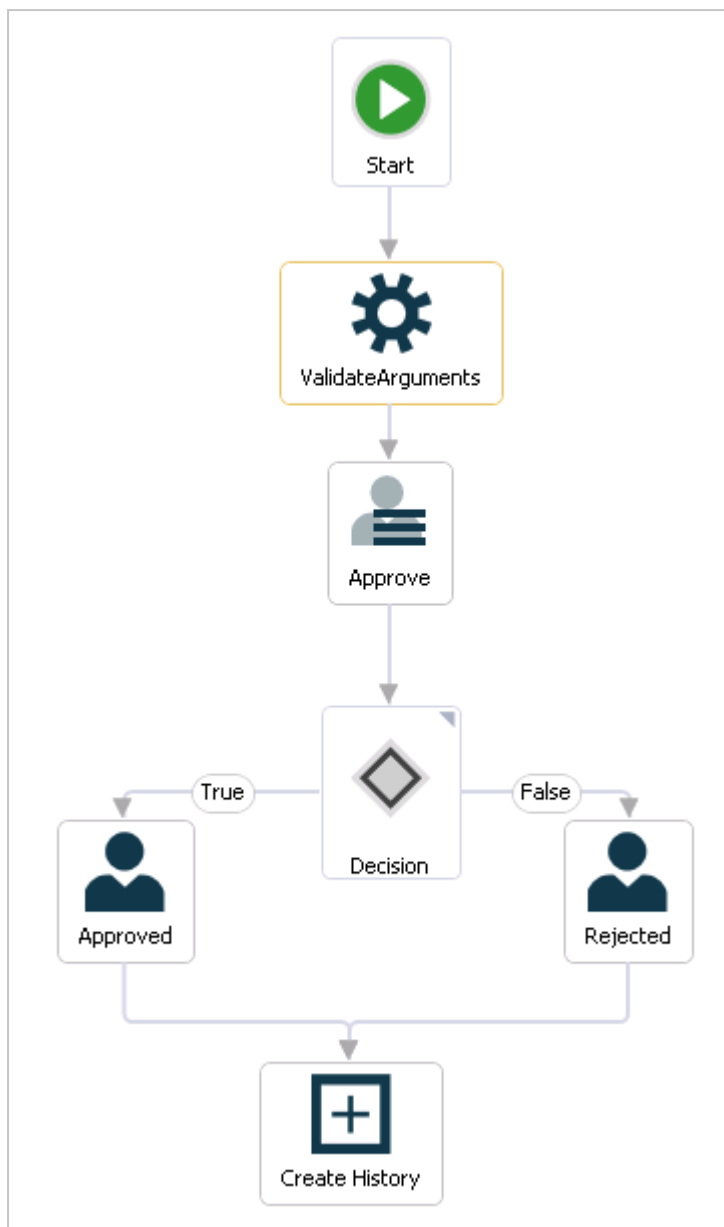 Start
ValidateArguments
Approve
True
False
Decision
Approved
Rejected
Create History